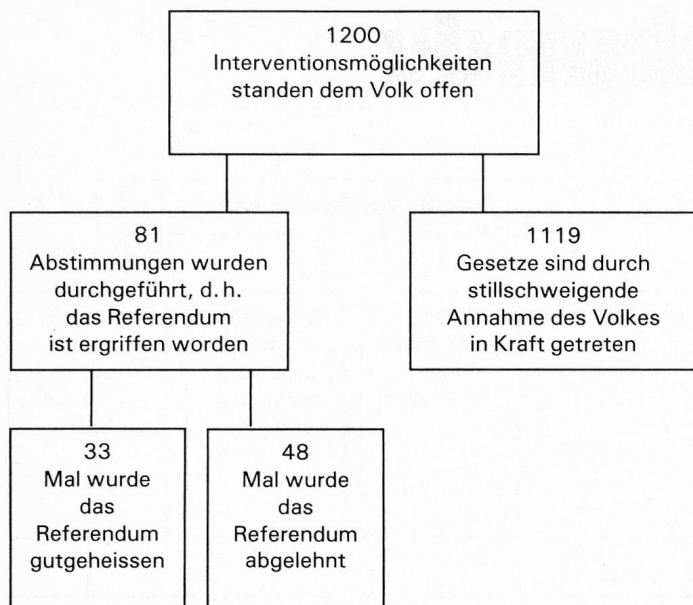 1200
Interventionsmöglichkeiten
standen dem Volk offen
81
Abstimmungen wurden
durchgeführt, d.h.
das Referendum
ist ergriffen worden
1119
Gesetze sind durch
stillschweigende
Annahme des Volkes
in Kraft getreten
33
Mal wurde
das
Referendum
gutgeheissen
48
Mal wurde
das
Referendum
abgelehnt